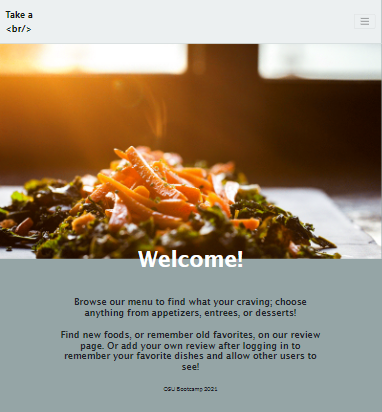 Take a
<br/>
Welcome!
Browse our menu to find what your craving; choose
anything from appetizers, entrees, or desserts!
Find new foods, or remember old favorites, on our review
page. Or add your own review after logging in to
remember your favorite dishes and allow other users to
see!
OSU Bootcamp 2021